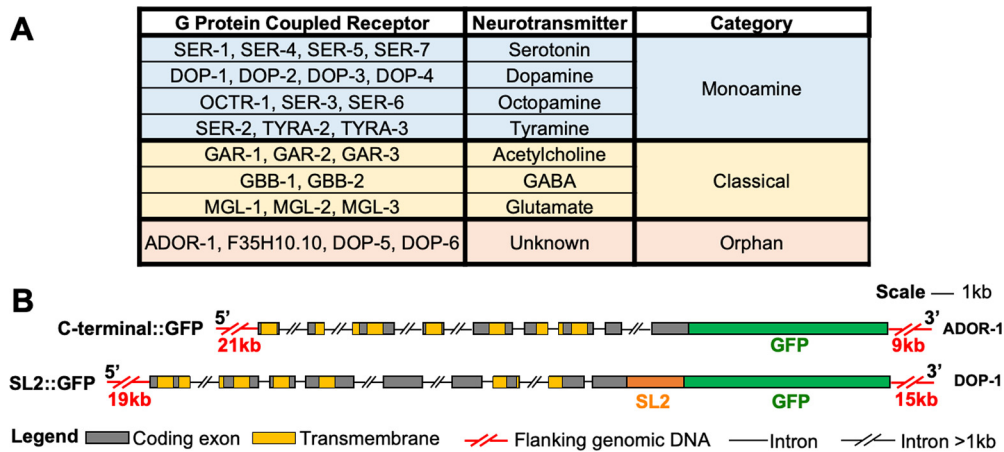 A
G Protein Coupled Receptor Neurotransmitter Category
SER-1, SER-4, SER-5, SER-7 Serotonin
DOP-1, DOP-2, DOP-3, DOP-4 Dopamine
Monoamine
OCTR-1, SER-3, SER-6 Octopamine
SER-2, TYRA-2, TYRA-3 Tyramine
GAR-1, GAR-2, GAR-3 Acetylcholine
GBB-1, GBB-2 GABA Classical
MGL-1, MGL-2, MGL-3 Glutamate
ADOR-1, F35H10.10, DOP-5, DOP-6 Unknown Orphan
B
Scale 1kb
C-terminal::GFP 5’ 3’ ADOR-1
21kb GFP 9kb
SL2::GFP 5’ 3’ DOP-1
19kb SL2 GFP 15kb
Legend Coding exon Transmembrane Flanking genomic DNA Intron Intron >1kb